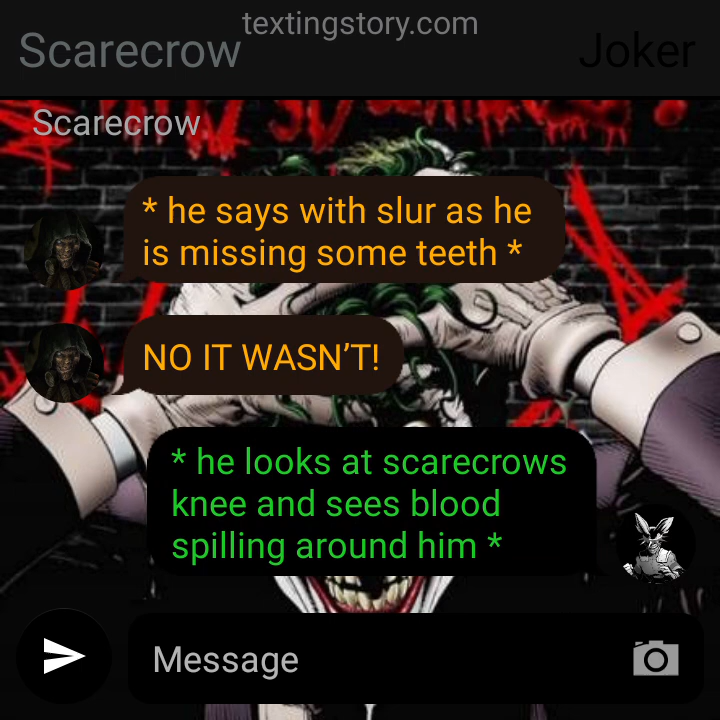 textingstory.com
Scarecrow
Joker
Scarecrow
* he says with slur as he
is missing some teeth *
NO IT WASN’T!
* he looks at scarecrows
knee and sees blood
spilling around him *
Message